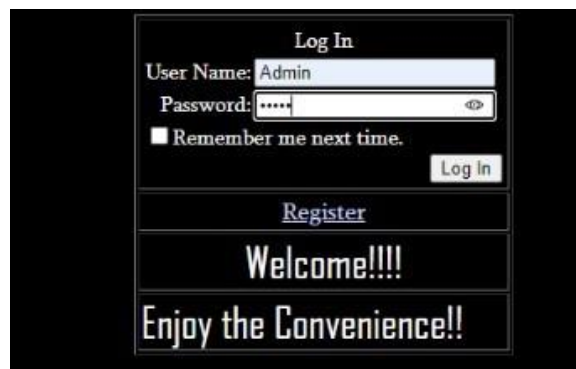 Log In
User Name: Admin
Password: •••••
Remember me next time.
Log In
Register
Welcome!!!!
Enjoy the Convenience!!